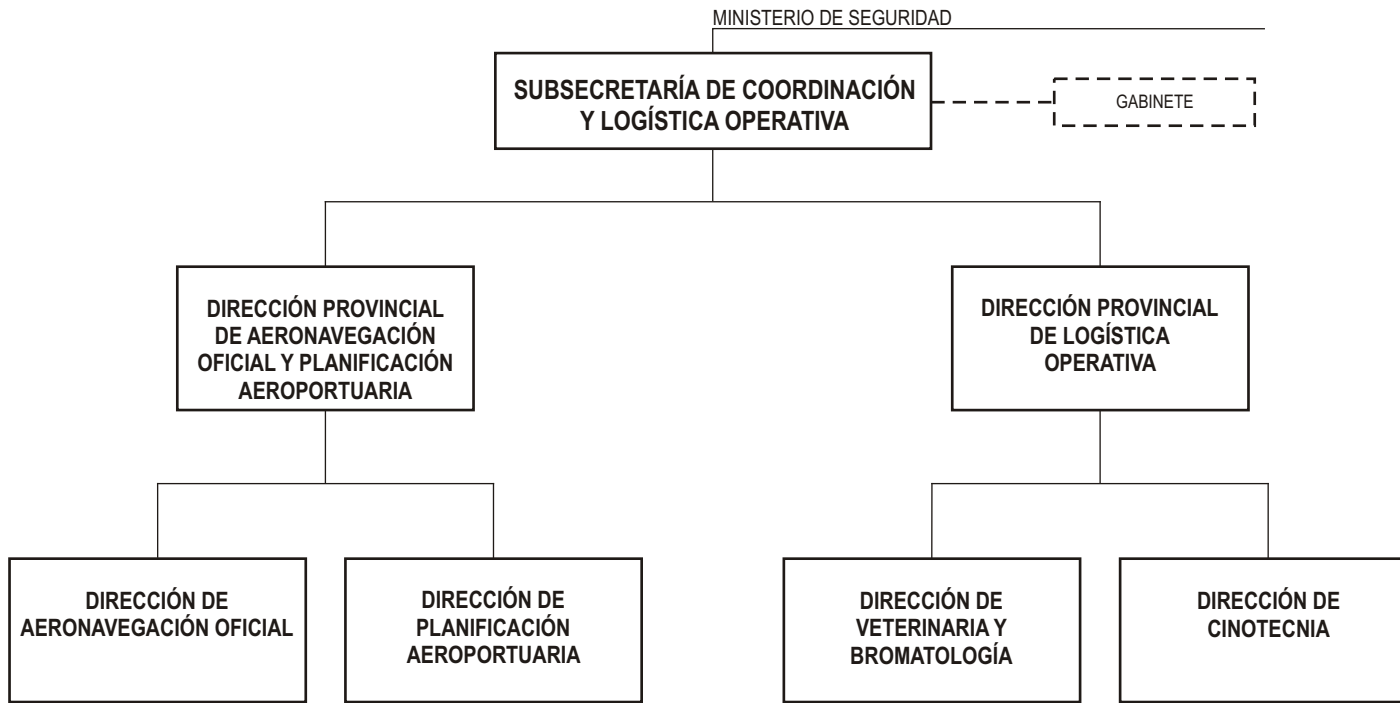 MINISTERIO DE SEGURIDAD
SUBSECRETARÍA DE COORDINACIÓN
Y LOGÍSTICA OPERATIVA
GABINETE
DIRECCIÓN PROVINCIAL
DE AERONAVEGACIÓN
OFICIAL Y PLANIFICACIÓN
AEROPORTUARIA
DIRECCIÓN PROVINCIAL
DE LOGÍSTICA
OPERATIVA
DIRECCIÓN DE
AERONAVEGACIÓN OFICIAL
DIRECCIÓN DE
PLANIFICACIÓN
AEROPORTUARIA
DIRECCIÓN DE
VETERINARIA Y
BROMATOLOGÍA
DIRECCIÓN DE
CINOTECNIA